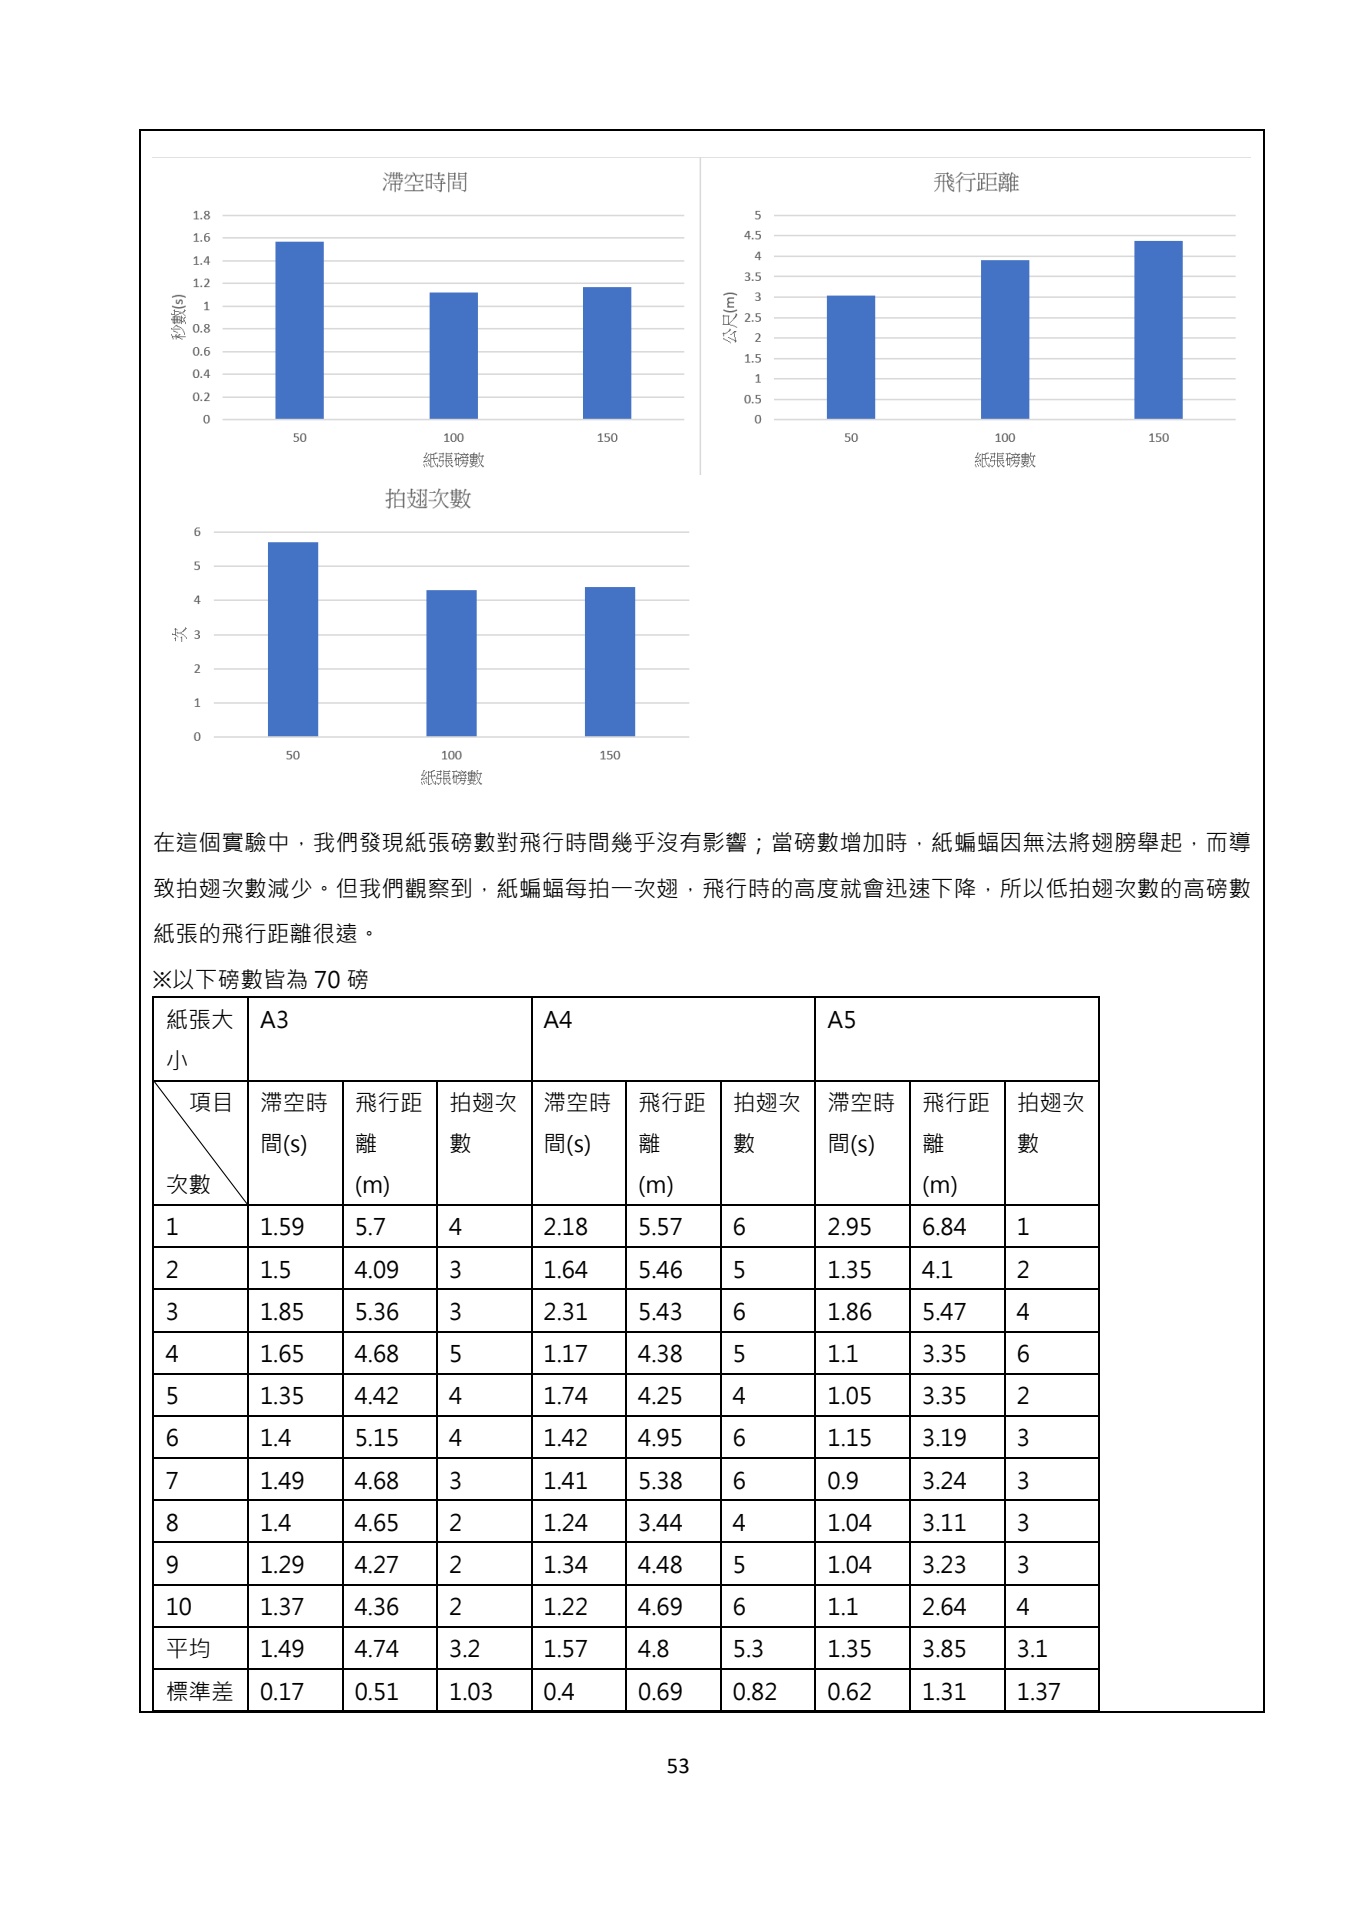 滯空時間
1.8
1.6
1.4
1.2
1
0.8
0.6
0.4
0.2
0
秒數(s)
50 100 150
紙張磅數
飛行距離
5
4.5
4
3.5
3
2.5
2
1.5
1
0.5
0
公尺(m)
50 100 150
紙張磅數
拍翅次數
6
5
4
3
2
1
0
次
50 100 150
紙張磅數
在這個實驗中，我們發現紙張磅數對飛行時間幾乎沒有影響；當磅數增加時，紙蝙蝠因無法將翅膀舉起，而導
致拍翅次數減少。但我們觀察到，紙蝙蝠每拍一次翅，飛行時的高度就會迅速下降，所以低拍翅次數的高磅數
紙張的飛行距離很遠。
※以下磅數皆為 70 磅
紙張大小 A3 A4 A5
項目 次數 滯空時間(s) 飛行距離(m) 拍翅次數 滯空時間(s) 飛行距離(m) 拍翅次數 滯空時間(s) 飛行距離(m) 拍翅次數
1 1.59 5.7 4 2.18 5.57 6 2.95 6.84 1
2 1.5 4.09 3 1.64 5.46 5 1.35 4.1 2
3 1.85 5.36 3 2.31 5.43 6 1.86 5.47 4
4 1.65 4.68 5 1.17 4.38 5 1.1 3.35 6
5 1.35 4.42 4 1.74 4.25 4 1.05 3.35 2
6 1.4 5.15 4 1.42 4.95 6 1.15 3.19 3
7 1.49 4.68 3 1.41 5.38 6 0.9 3.24 3
8 1.4 4.65 2 1.24 3.44 4 1.04 3.11 3
9 1.29 4.27 2 1.34 4.48 5 1.04 3.23 3
10 1.37 4.36 2 1.22 4.69 6 1.1 2.64 4
平均 1.49 4.74 3.2 1.57 4.8 5.3 1.35 3.85 3.1
標準差 0.17 0.51 1.03 0.4 0.69 0.82 0.62 1.31 1.37
53